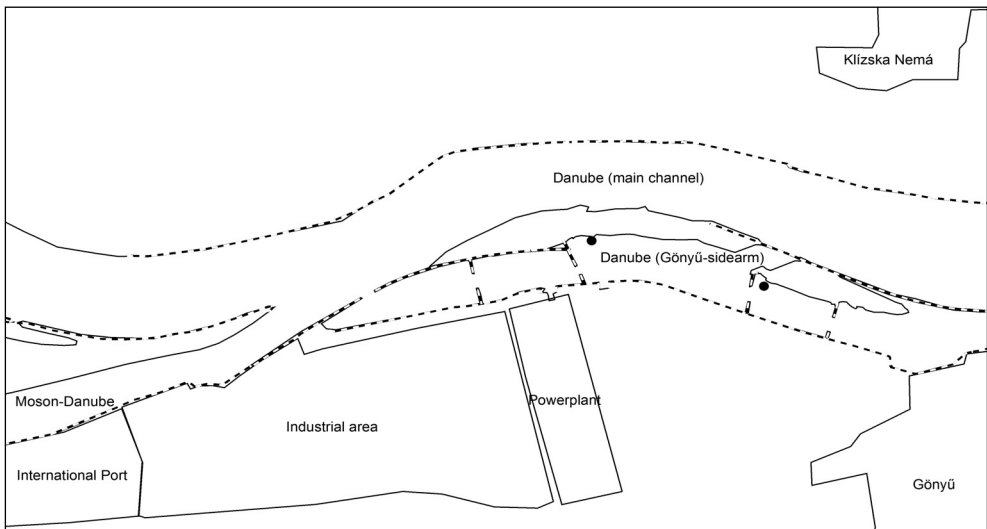 Klízska Nemá
Danube (main channel)
Danube (Gönyű-sidearm)
Moson-Danube
Powerplant
Industrial area
International Port
Gönyű